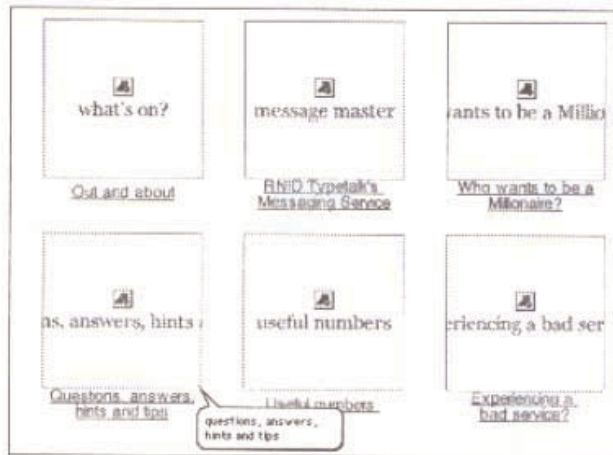 what's on?
message master
ants to be a Millio
Out and about
RNID Typetalk's
Messaging Service
Who wants to be a
Millionaire?
ns, answers, hints
useful numbers
eriencing a bad ser
Questions, answers,
hints and tips
Useful numbers
Experiencing a
bad service?
questions, answers,
hints and tips